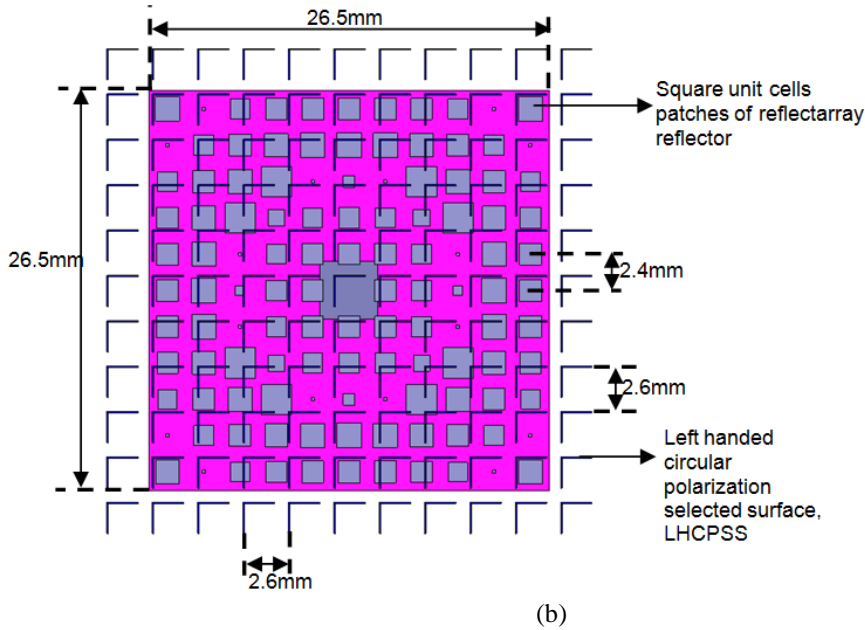 26.5mm
Square unit cells
patches of reflectarray
reflector
26.5mm
2.4mm
2.6mm
Left handed
circular
polarization
selected surface,
LHCPSS
2.6mm
(b)